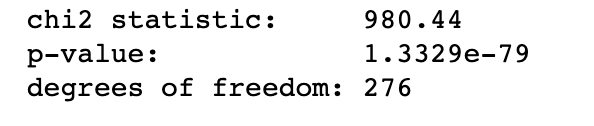 chi2 statistic: 980.44
p-value: 1.3329e-79
degrees of freedom: 276